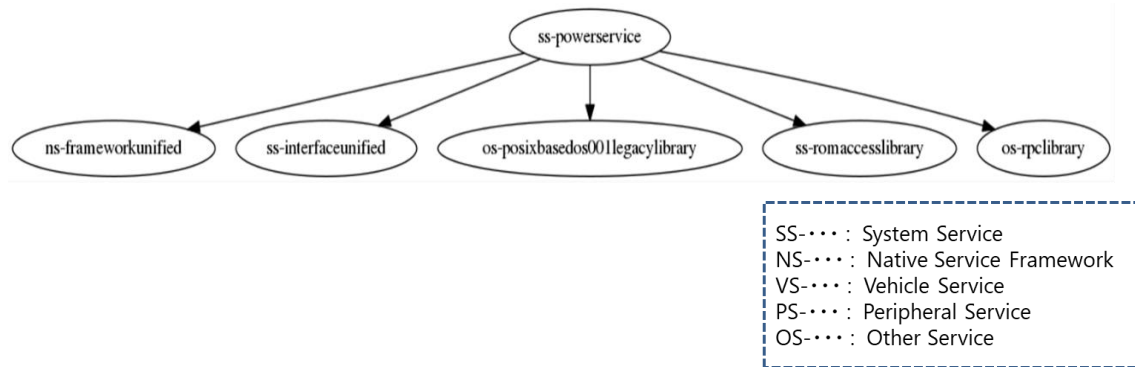 ss-powerservice
ns-frameworkunified
ss-interfaceunified
os-posixbasedos001legacylibrary
ss-romaccesslibrary
os-rpclibrary
SS-･･･ : System Service
NS-･･･ : Native Service Framework
VS-･･･ : Vehicle Service
PS-･･･ : Peripheral Service
OS-･･･ : Other Service